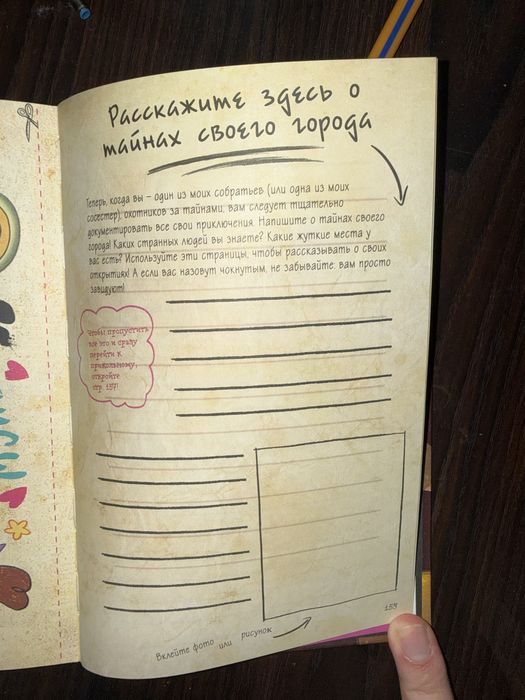 Расскажите здесь о
тайнах своего города
Теперь, когда вы – один из моих собратьев (или одна из моих
сосестер), охотников за тайнами, вам следует тщательно
документировать все свои приключения. Напишите о тайнах своего
города! Каких странных людей вы знаете? Какие жуткие места у
вас есть? Используйте эти страницы, чтобы рассказывать о своих
открытиях! А если вас назовут чокнутым, не забывайте: вам просто
завидуют!
Чтобы пропустить
всё это и сразу
перейти к
прикольному,
откройте
стр 157!
Вклейте фото или рисунок
153